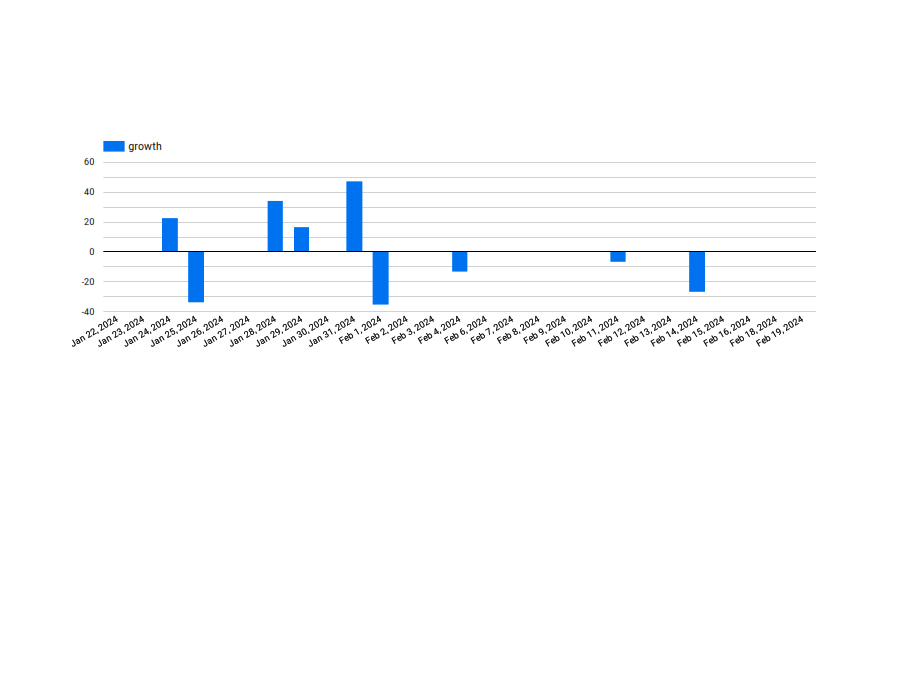 growth
60
40
20
0
-20
-40
Jan 22, 2024
Jan 23, 2024
Jan 24, 2024
Jan 25, 2024
Jan 26, 2024
Jan 27, 2024
Jan 28, 2024
Jan 29, 2024
Jan 30, 2024
Jan 31, 2024
Feb 1, 2024
Feb 2, 2024
Feb 3, 2024
Feb 4, 2024
Feb 6, 2024
Feb 7, 2024
Feb 8, 2024
Feb 9, 2024
Feb 10, 2024
Feb 11, 2024
Feb 12, 2024
Feb 13, 2024
Feb 14, 2024
Feb 15, 2024
Feb 16, 2024
Feb 18, 2024
Feb 19, 2024